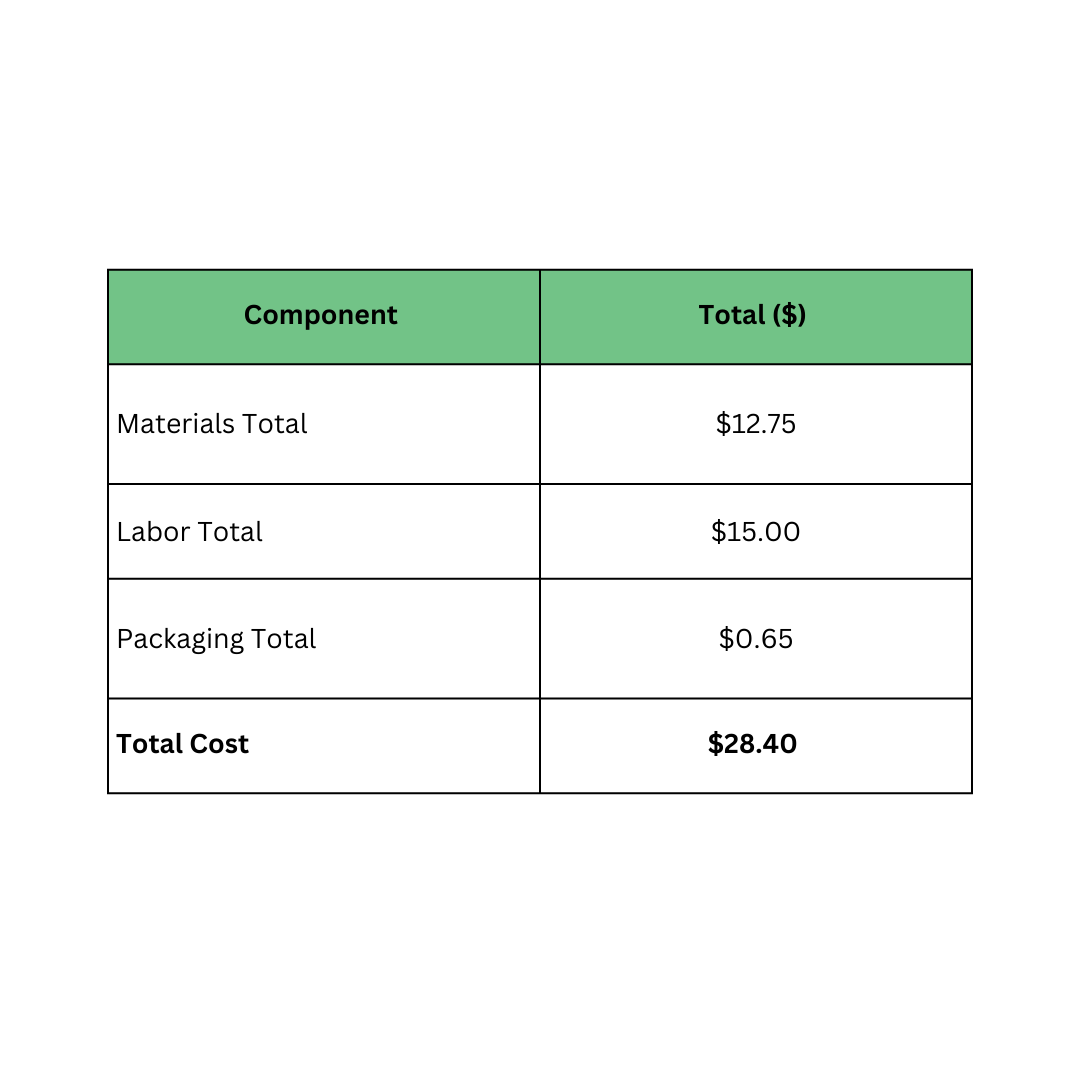 Component Total ($)
Materials Total $12.75
Labor Total $15.00
Packaging Total $0.65
Total Cost $28.40